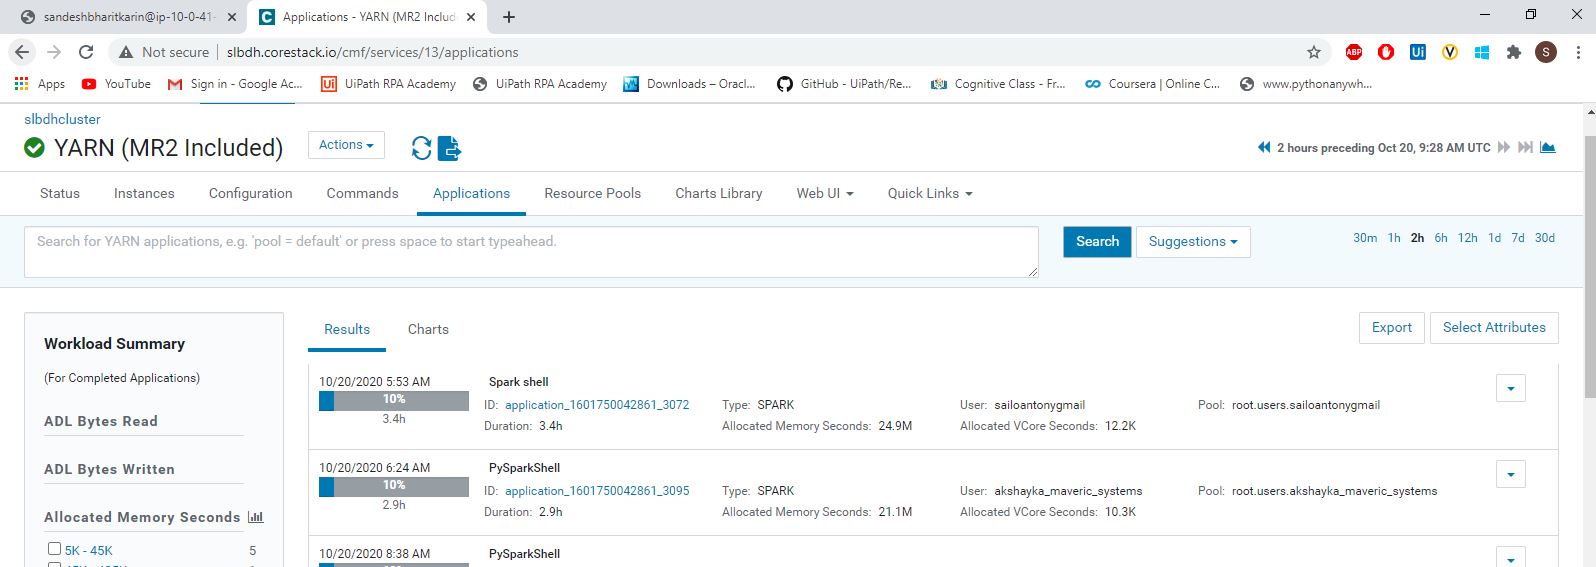 sandeshbharitkarin@ip-10-0-41-
Applications - YARN (MR2 Includ
Not secure | slbdh.corestack.io/cmf/services/13/applications
ABP Ui V S
Apps YouTube Sign in - Google Ac... Ui UiPath RPA Academy UiPath RPA Academy Downloads – Oracl... GitHub - UiPath/Re... Cognitive Class - Fr... Coursera | Online C... www.pythonanywh...
slbdhcluster
YARN (MR2 Included) Actions
2 hours preceding Oct 20, 9:28 AM UTC
Status Instances Configuration Commands Applications Resource Pools Charts Library Web UI Quick Links
Search for YARN applications, e.g. 'pool = default' or press space to start typeahead.
Search Suggestions
30m 1h 2h 6h 12h 1d 7d 30d
Workload Summary
(For Completed Applications)
ADL Bytes Read
ADL Bytes Written
Allocated Memory Seconds
5K - 45K 5
Results Charts
Export Select Attributes
10/20/2020 5:53 AM Spark shell
10%
ID: application_1601750042861_3072 Type: SPARK User: sailoantonygmail Pool: root.users.sailoantonygmail
3.4h
Duration: 3.4h Allocated Memory Seconds: 24.9M Allocated VCore Seconds: 12.2K
10/20/2020 6:24 AM PySparkShell
10%
ID: application_1601750042861_3095 Type: SPARK User: akshayka_maveric_systems Pool: root.users.akshayka_maveric_systems
2.9h
Duration: 2.9h Allocated Memory Seconds: 21.1M Allocated VCore Seconds: 10.3K
10/20/2020 8:38 AM PySparkShell